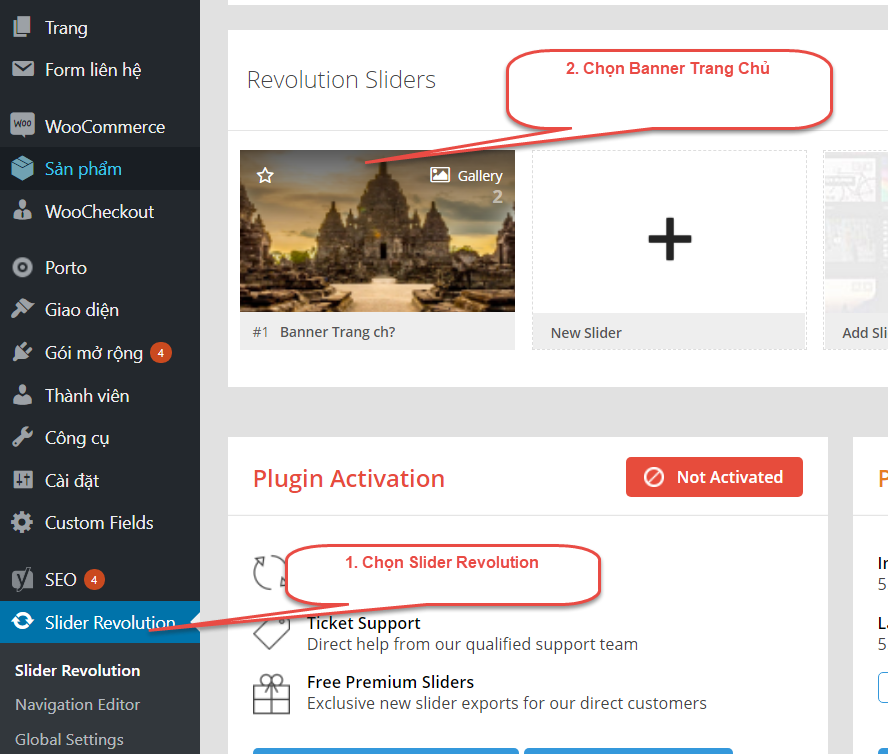 Trang
Form liên hệ
WooCommerce
Sản phẩm
WooCheckout
Porto
Giao diện
Gói mở rộng 4
Thành viên
Công cụ
Cài đặt
Custom Fields
SEO 4
Slider Revolution
Slider Revolution
Navigation Editor
Global Settings
Revolution Sliders
2. Chọn Banner Trang Chủ
Gallery
2
#1 Banner Trang ch?
New Slider
Add Sli
Plugin Activation
Not Activated
1. Chọn Slider Revolution
Ticket Support
Direct help from our qualified support team
Free Premium Sliders
Exclusive new slider exports for our direct customers
P
5
5